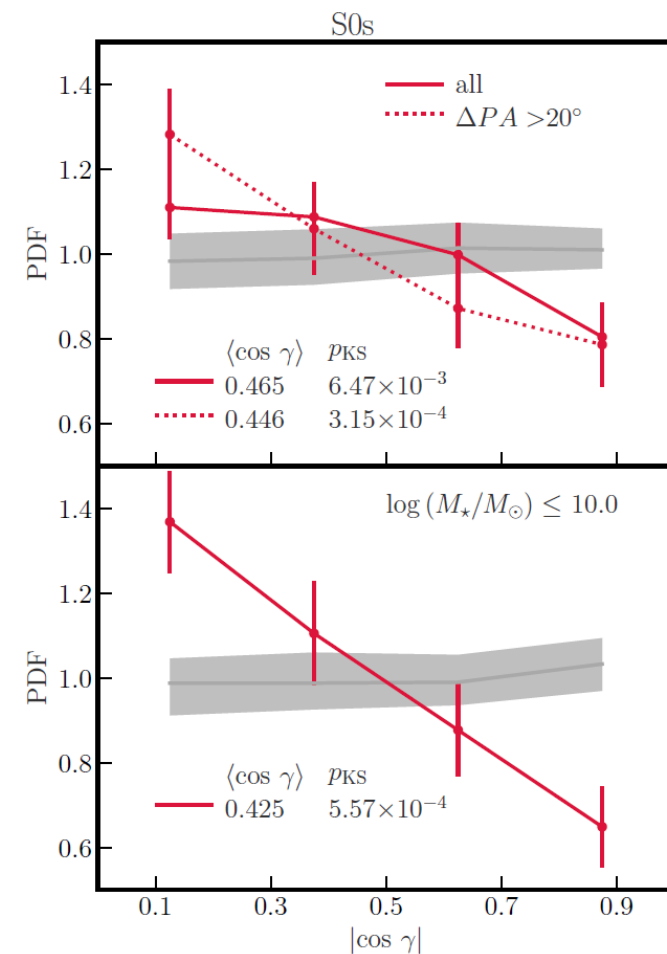 S0s
1.4
1.2
1.0
0.8
0.6
PDF
all
ΔPA >20°
⟨cos γ⟩ pKS
0.465 6.47×10⁻³
0.446 3.15×10⁻⁴
1.4
1.2
1.0
0.8
0.6
PDF
log (M⋆/M⊙) ≤ 10.0
⟨cos γ⟩ pKS
0.425 5.57×10⁻⁴
0.1 0.3 0.5 0.7 0.9
|cos γ|